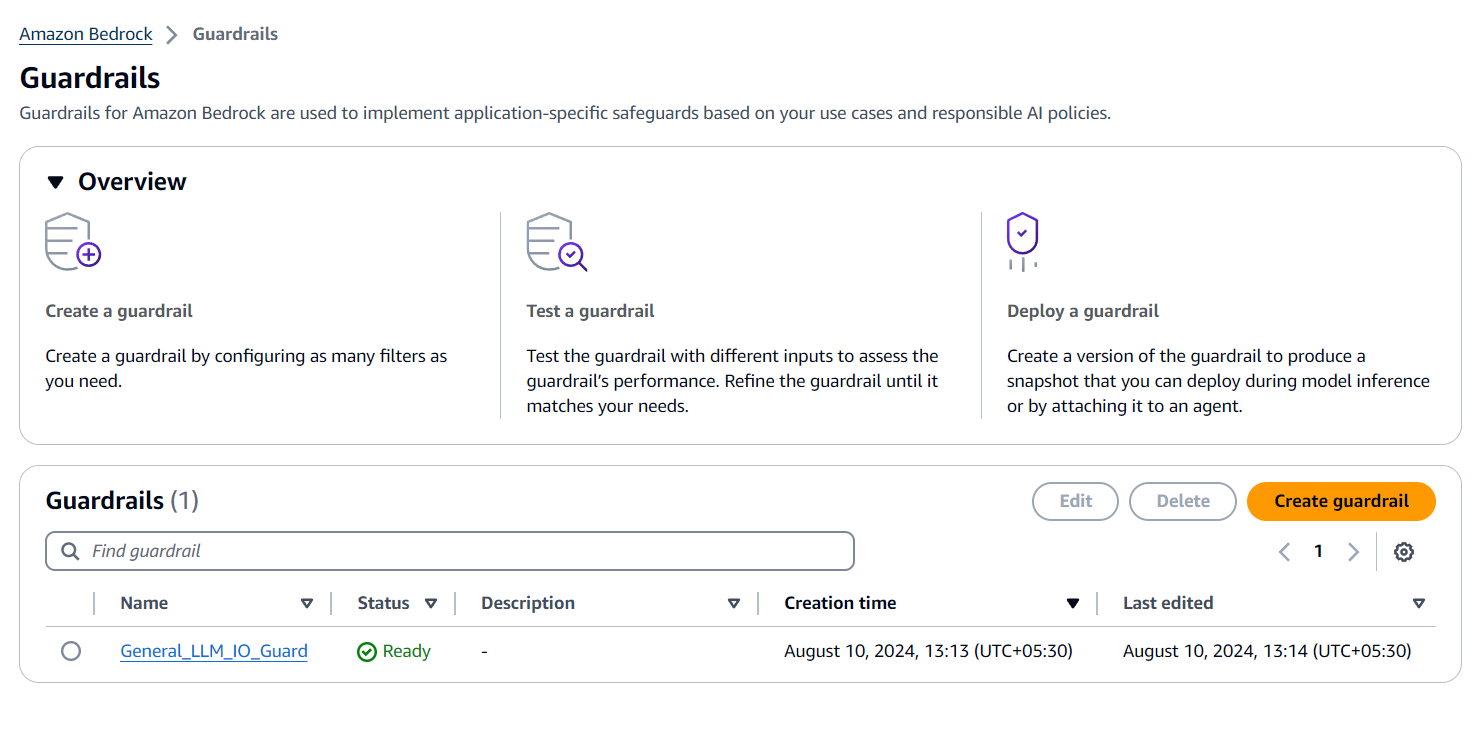 Amazon Bedrock > Guardrails
Guardrails
Guardrails for Amazon Bedrock are used to implement application-specific safeguards based on your use cases and responsible AI policies.
Overview
Create a guardrail
Create a guardrail by configuring as many filters as
you need.
Test a guardrail
Test the guardrail with different inputs to assess the
guardrail’s performance. Refine the guardrail until it
matches your needs.
Deploy a guardrail
Create a version of the guardrail to produce a
snapshot that you can deploy during model inference
or by attaching it to an agent.
Guardrails (1)
Edit
Delete
Create guardrail
Find guardrail
1
Name Status Description Creation time Last edited
General_LLM_IO_Guard Ready - August 10, 2024, 13:13 (UTC+05:30) August 10, 2024, 13:14 (UTC+05:30)